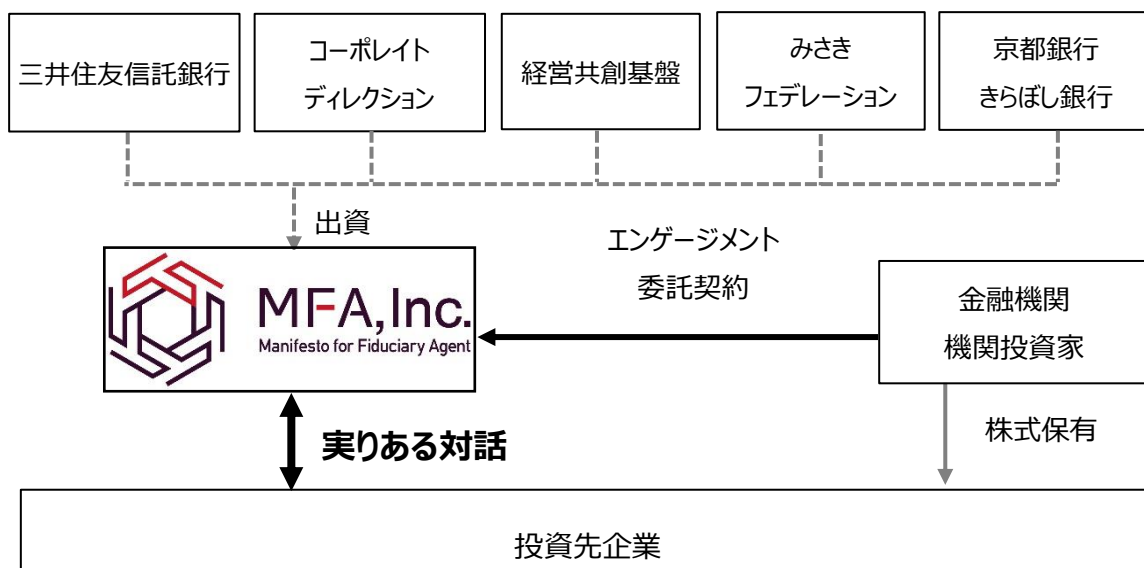 三井住友信託銀行
コーポレイト
ディレクション
経営共創基盤
みさき
フェデレーション
京都銀行
きらぼし銀行
出資
エンゲージメント
委託契約
MFA,Inc.
Manifesto for Fiduciary Agent
金融機関
機関投資家
実りある対話
株式保有
投資先企業